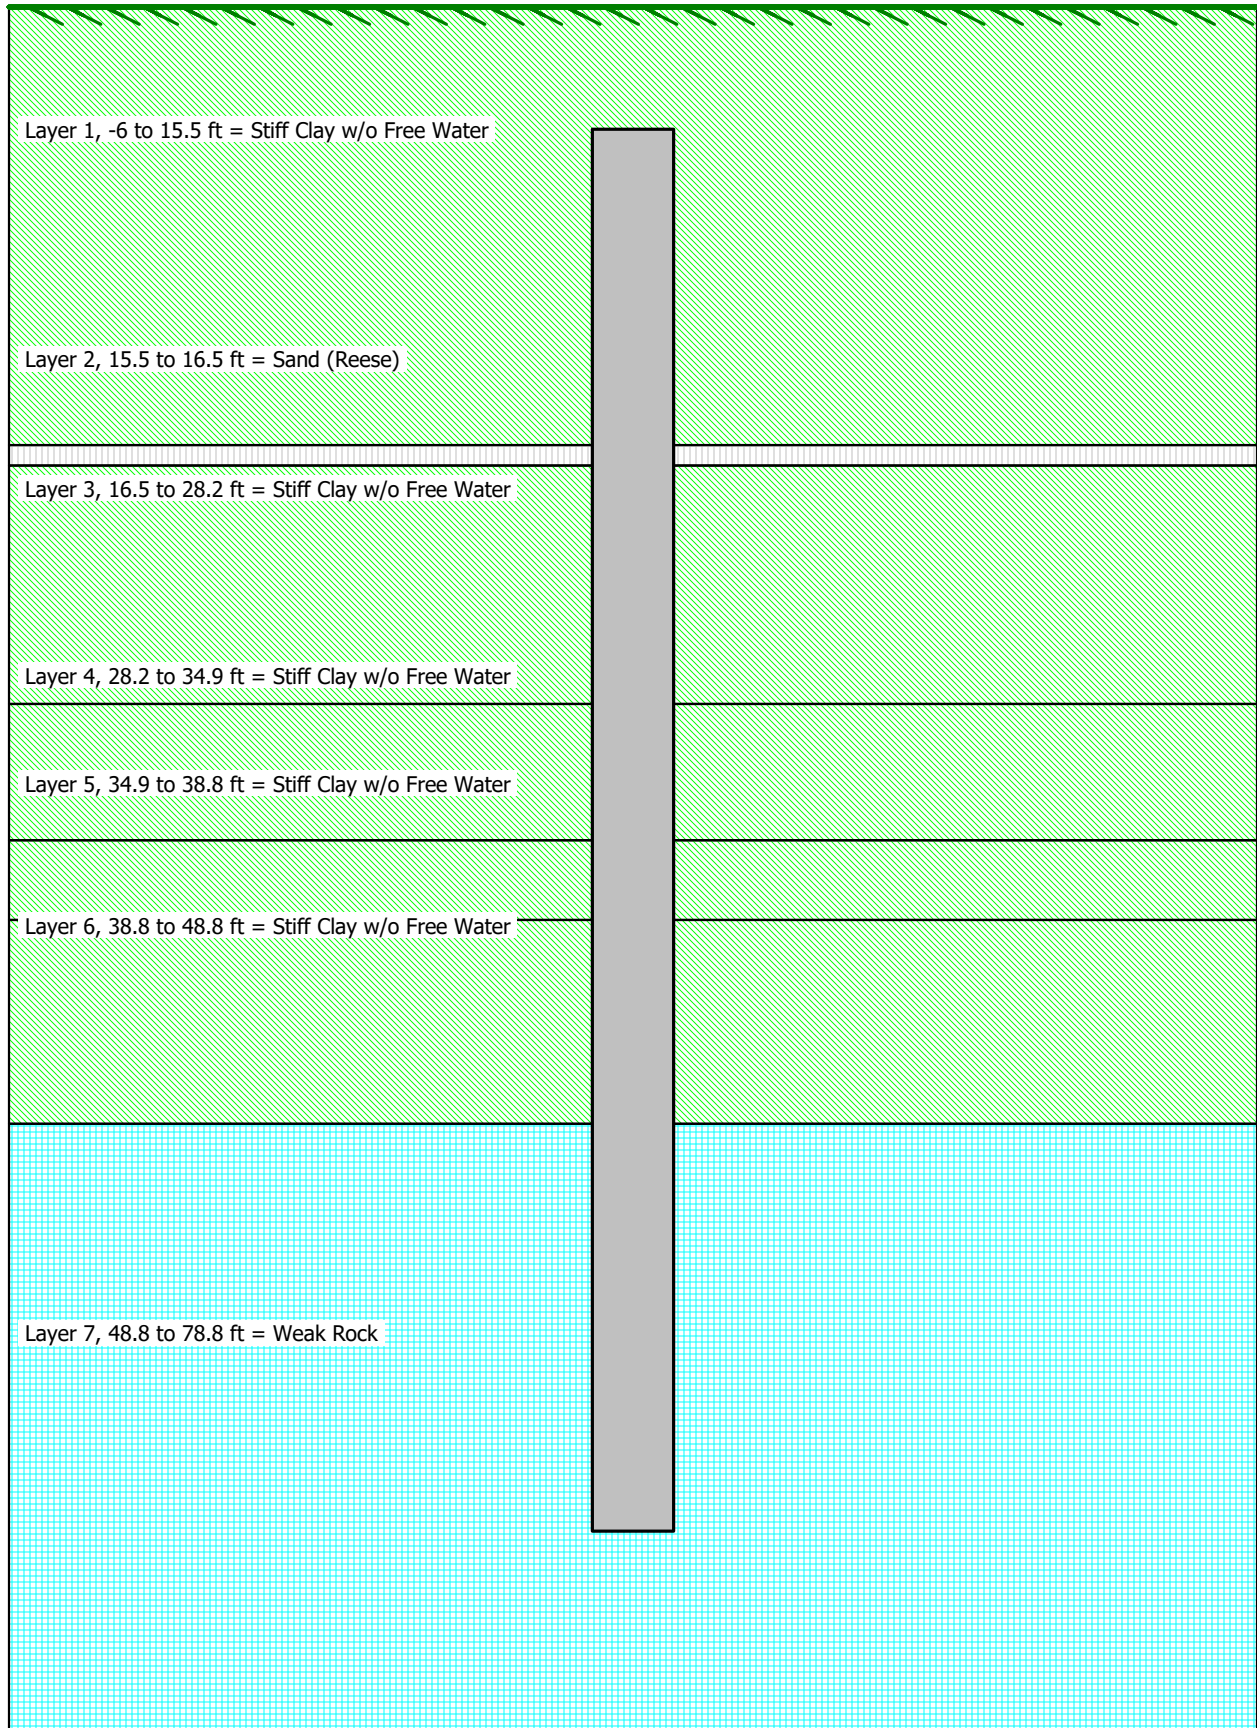 Layer 1, -6 to 15.5 ft = Stiff Clay w/o Free Water
Layer 2, 15.5 to 16.5 ft = Sand (Reese)
Layer 3, 16.5 to 28.2 ft = Stiff Clay w/o Free Water
Layer 4, 28.2 to 34.9 ft = Stiff Clay w/o Free Water
Layer 5, 34.9 to 38.8 ft = Stiff Clay w/o Free Water
Layer 6, 38.8 to 48.8 ft = Stiff Clay w/o Free Water
Layer 7, 48.8 to 78.8 ft = Weak Rock